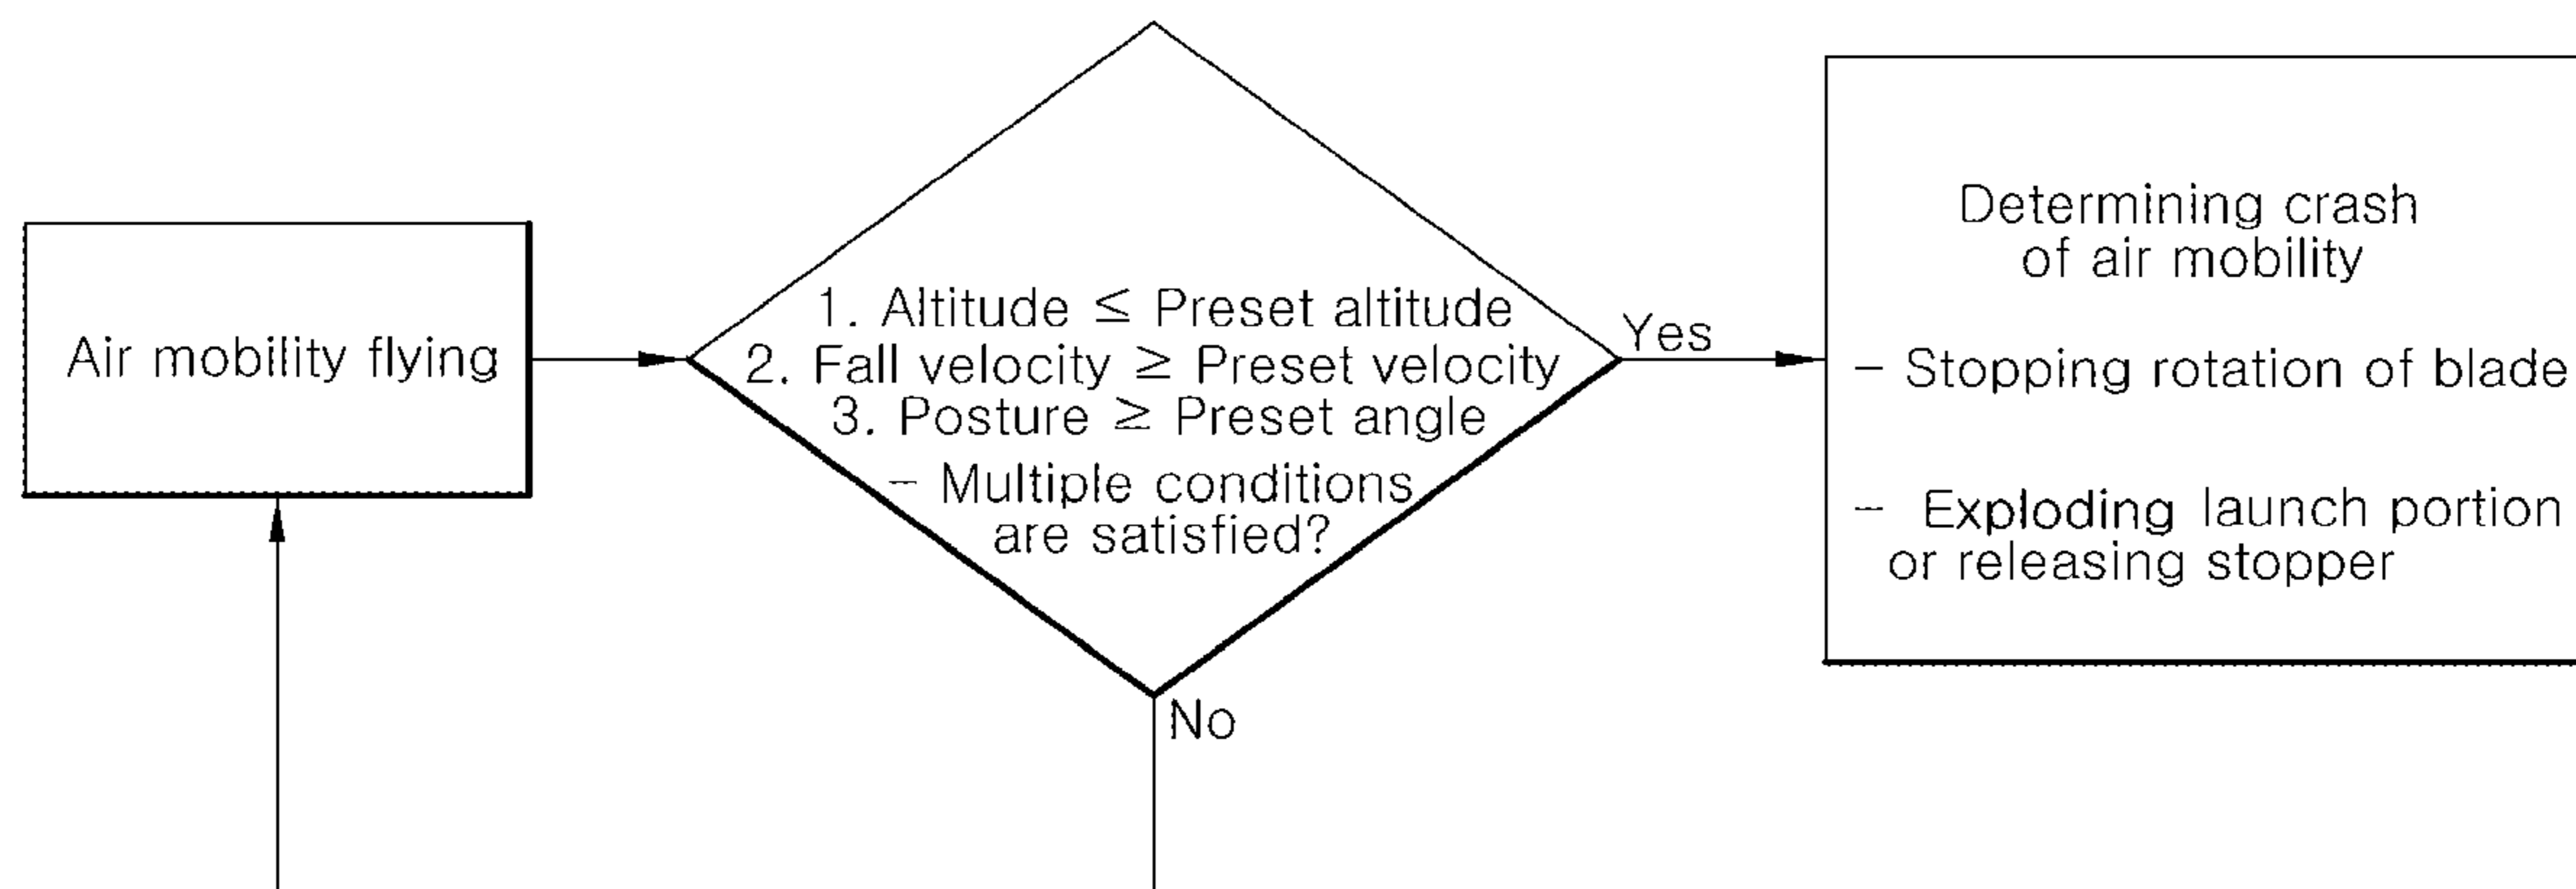 Air mobility flying
1. Altitude ≤ Preset altitude
2. Fall velocity ≥ Preset velocity
3. Posture ≥ Preset angle
– Multiple conditions
are satisfied?
Yes
No
Determining crash
of air mobility
– Stopping rotation of blade
– Exploding launch portion
or releasing stopper